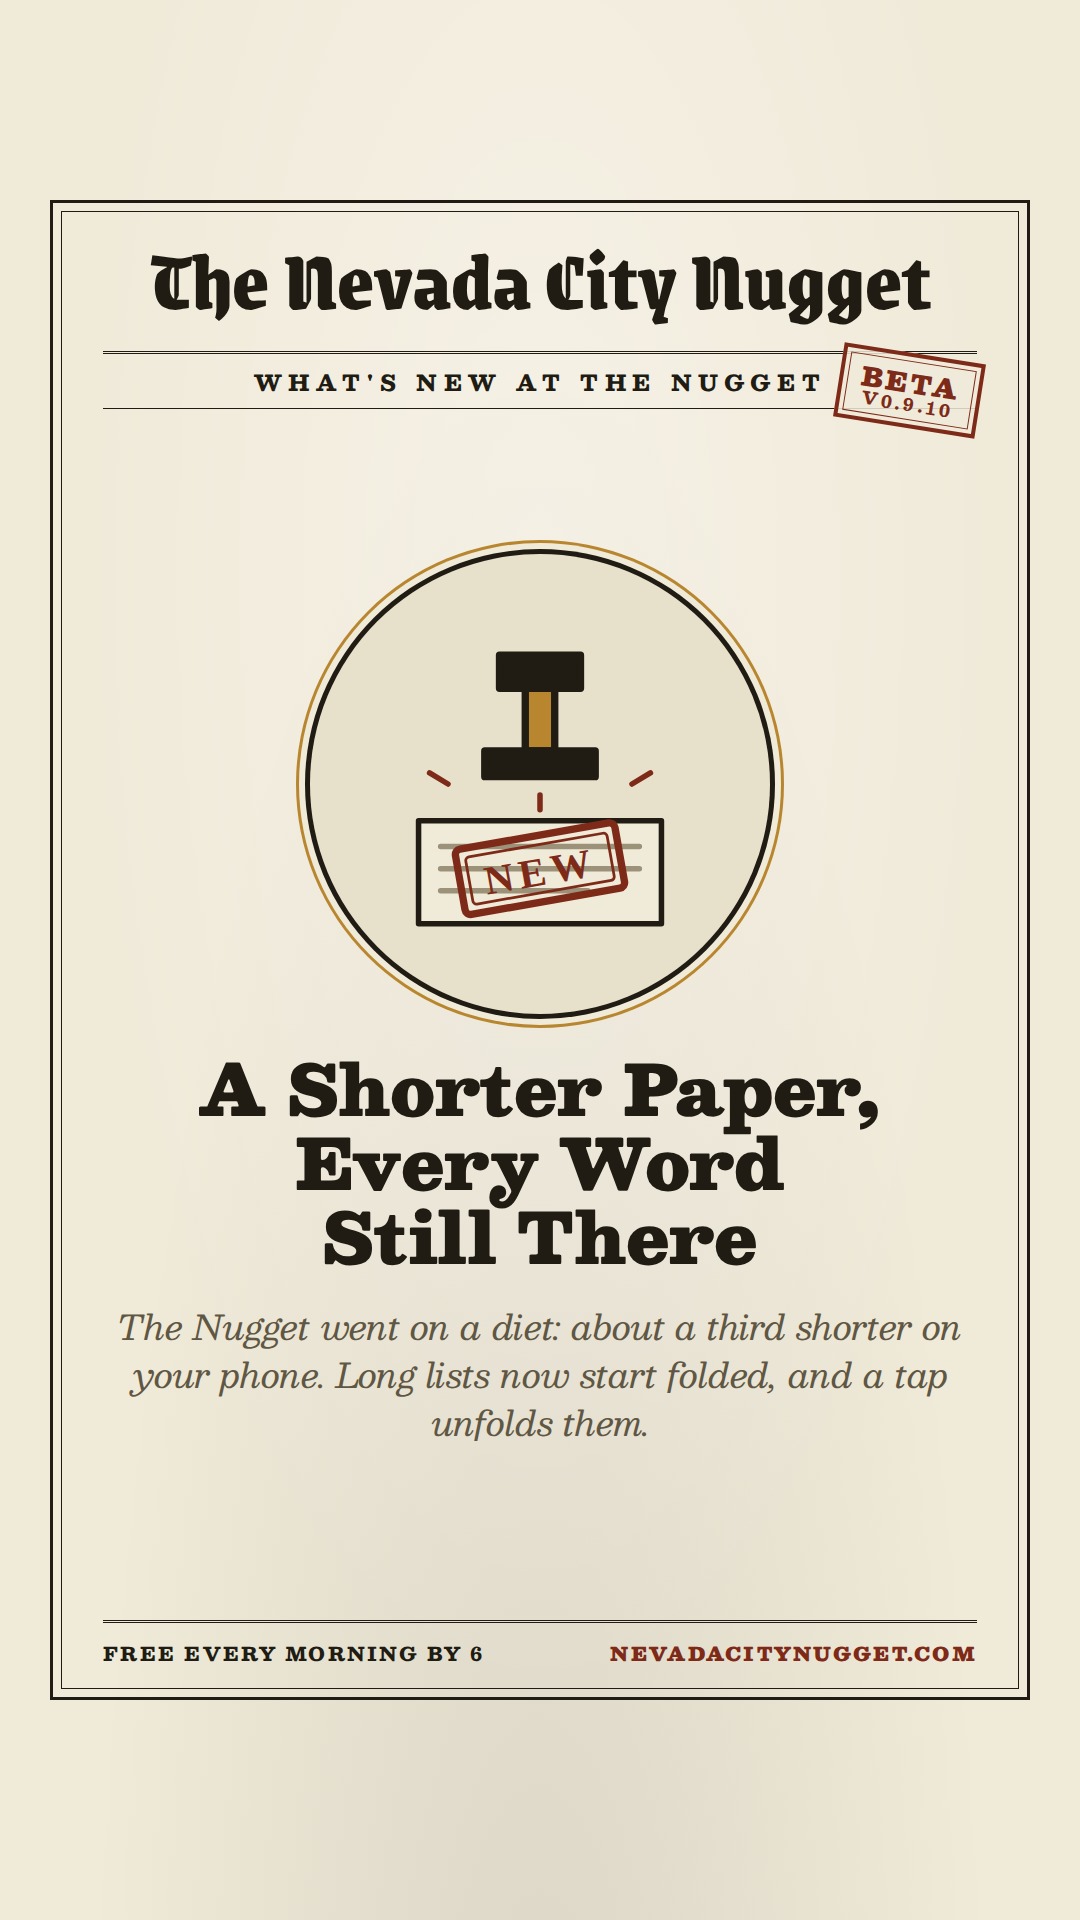 The Nevada City Nugget
WHAT'S NEW AT THE NUGGET
BETA
V0.9.10
NEW
A Shorter Paper,
Every Word
Still There
The Nugget went on a diet: about a third shorter on
your phone. Long lists now start folded, and a tap
unfolds them.
FREE EVERY MORNING BY 6
NEVADACITYNUGGET.COM